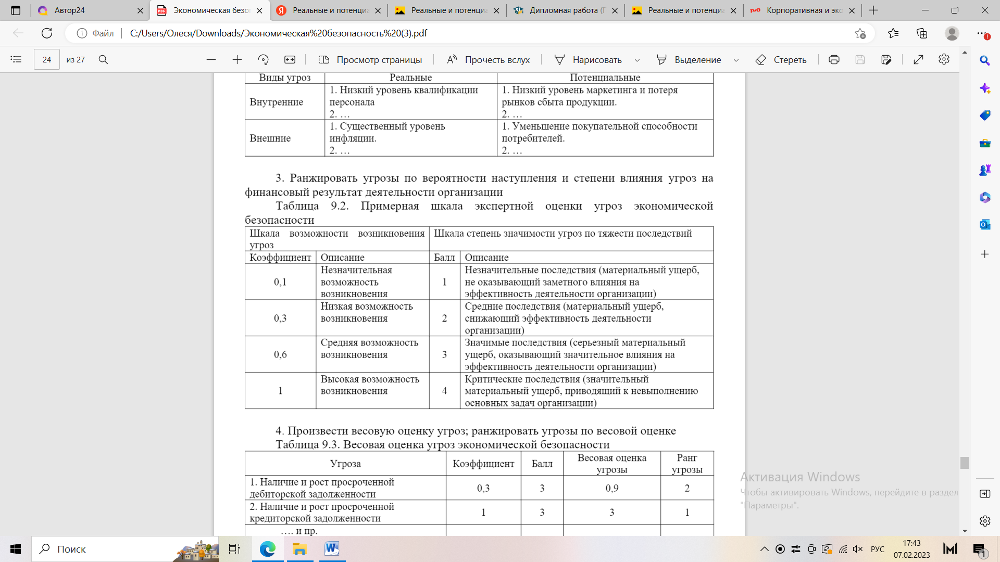 Автор24
Экономическая безо
Реальные и потенциа
Реальные и потенциа
Дипломная работа (Г
Реальные и потенциа
Корпоративная и эко
Файл
C:/Users/Олеся/Downloads/Экономическая%20безопасность%20(3).pdf
24 из 27
Просмотр страницы
Прочесть вслух
Нарисовать
Выделение
Стереть
Виды угроз Реальные Потенциальные
Внутренние
1. Низкий уровень квалификации
персонала
2. …
1. Низкий уровень маркетинга и потеря
рынков сбыта продукции.
2. …
Внешние
1. Существенный уровень
инфляции.
2. …
1. Уменьшение покупательной способности
потребителей.
2. …
3. Ранжировать угрозы по вероятности наступления и степени влияния угроз на
финансовый результат деятельности организации
Таблица 9.2. Примерная шкала экспертной оценки угроз экономической
безопасности
Шкала возможности возникновения
угроз
Шкала степень значимости угроз по тяжести последствий
Коэффициент Описание Балл Описание
0,1
Незначительная
возможность
возникновения
1
Незначительные последствия (материальный ущерб,
не оказывающий заметного влияния на
эффективность деятельности организации)
0,3
Низкая возможность
возникновения
2
Средние последствия (материальный ущерб,
снижающий эффективность деятельности
организации)
0,6
Средняя возможность
возникновения
3
Значимые последствия (серьезный материальный
ущерб, оказывающий значительное влияния на
эффективность деятельности организации)
1
Высокая возможность
возникновения
4
Критические последствия (значительный
материальный ущерб, приводящий к невыполнению
основных задач организации)
4. Произвести весовую оценку угроз; ранжировать угрозы по весовой оценке
Таблица 9.3. Весовая оценка угроз экономической безопасности
Угроза
Коэффициент
Балл
Весовая оценка
угрозы
Ранг
угрозы
1. Наличие и рост просроченной
дебиторской задолженности
0,3
3
0,9
2
2. Наличие и рост просроченной
кредиторской задолженности
1
3
3
1
…. и пр.
Активация Windows
Чтобы активировать Windows, перейдите в раздел
"Параметры".
Поиск
РУС
17:43
07.02.2023
1